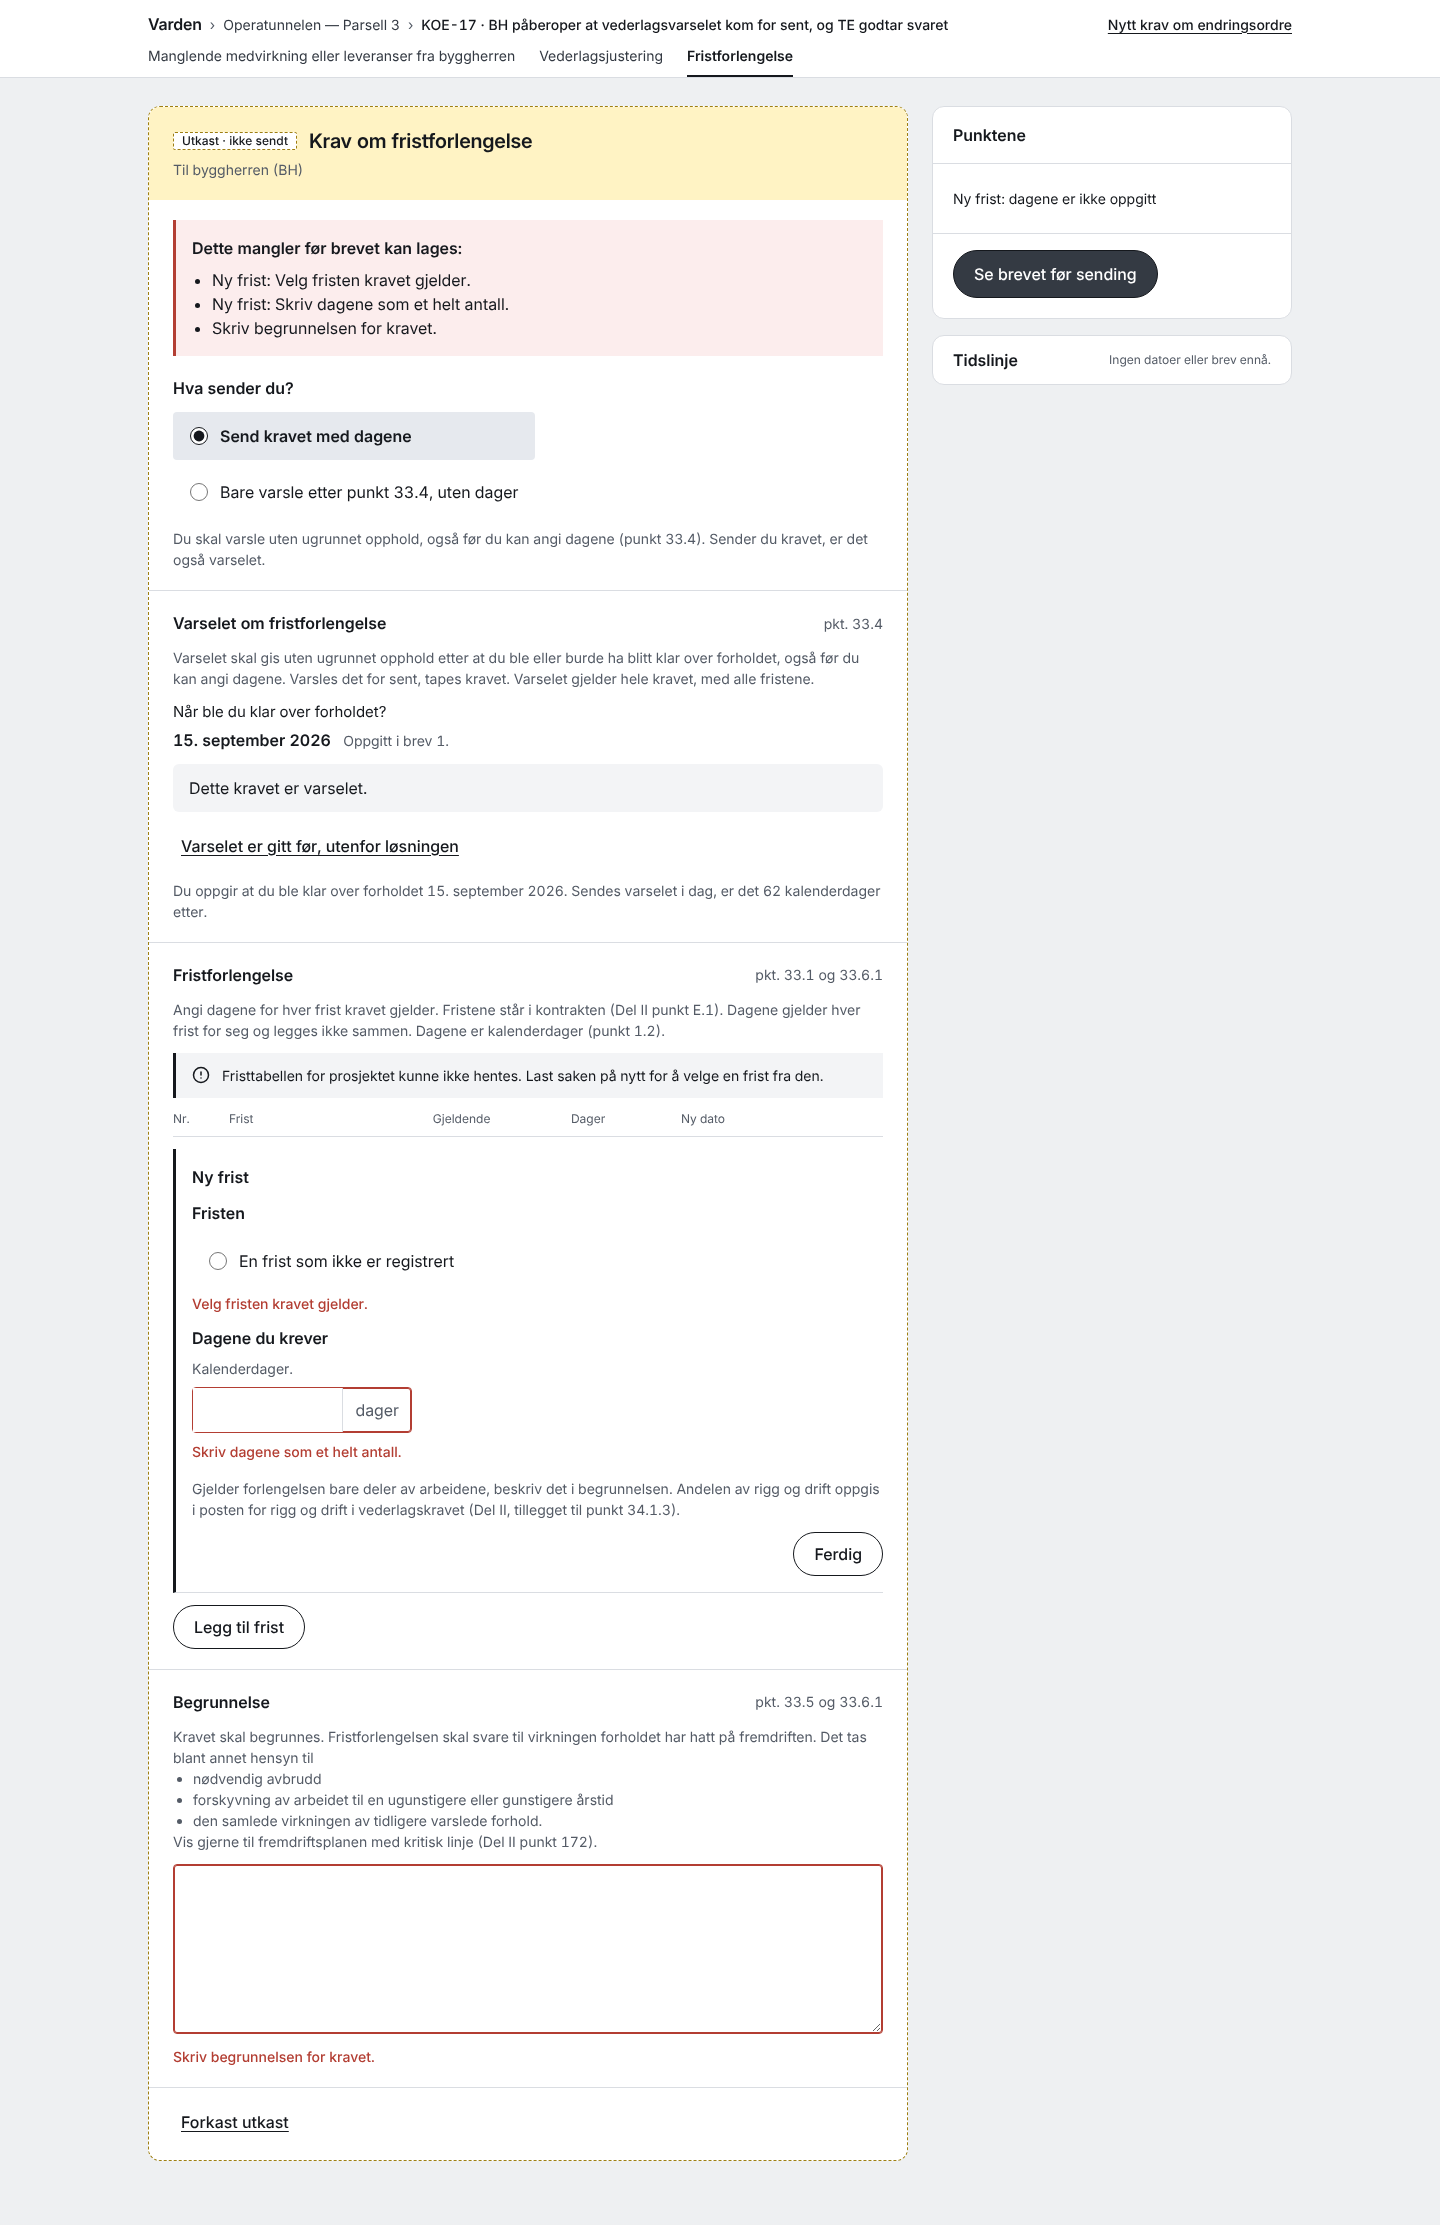 Varden › Operatunnelen — Parsell 3 › KOE-17 · BH påberoper at vederlagsvarselet kom for sent, og TE godtar svaret
Nytt krav om endringsordre
Manglende medvirkning eller leveranser fra byggherren
Vederlagsjustering
Fristforlengelse
Utkast · ikke sendt
Krav om fristforlengelse
Til byggherren (BH)
Dette mangler før brevet kan lages:
• Ny frist: Velg fristen kravet gjelder.
• Ny frist: Skriv dagene som et helt antall.
• Skriv begrunnelsen for kravet.
Hva sender du?
Send kravet med dagene
Bare varsle etter punkt 33.4, uten dager
Du skal varsle uten ugrunnet opphold, også før du kan angi dagene (punkt 33.4). Sender du kravet, er det
også varselet.
Varselet om fristforlengelse
pkt. 33.4
Varselet skal gis uten ugrunnet opphold etter at du ble eller burde ha blitt klar over forholdet, også før du
kan angi dagene. Varsles det for sent, tapes kravet. Varselet gjelder hele kravet, med alle fristene.
Når ble du klar over forholdet?
15. september 2026 Oppgitt i brev 1.
Dette kravet er varselet.
Varselet er gitt før, utenfor løsningen
Du oppgir at du ble klar over forholdet 15. september 2026. Sendes varselet i dag, er det 62 kalenderdager
etter.
Fristforlengelse
pkt. 33.1 og 33.6.1
Angi dagene for hver frist kravet gjelder. Fristene står i kontrakten (Del II punkt E.1). Dagene gjelder hver
frist for seg og legges ikke sammen. Dagene er kalenderdager (punkt 1.2).
Fristtabellen for prosjektet kunne ikke hentes. Last saken på nytt for å velge en frist fra den.
Nr. Frist Gjeldende Dager Ny dato
Ny frist
Fristen
En frist som ikke er registrert
Velg fristen kravet gjelder.
Dagene du krever
Kalenderdager.
dager
Skriv dagene som et helt antall.
Gjelder forlengelsen bare deler av arbeidene, beskriv det i begrunnelsen. Andelen av rigg og drift oppgis
i posten for rigg og drift i vederlagskravet (Del II, tillegget til punkt 34.1.3).
Ferdig
Legg til frist
Begrunnelse
pkt. 33.5 og 33.6.1
Kravet skal begrunnes. Fristforlengelsen skal svare til virkningen forholdet har hatt på fremdriften. Det tas
blant annet hensyn til
• nødvendig avbrudd
• forskyvning av arbeidet til en ugunstigere eller gunstigere årstid
• den samlede virkningen av tidligere varslede forhold.
Vis gjerne til fremdriftsplanen med kritisk linje (Del II punkt 172).
Skriv begrunnelsen for kravet.
Forkast utkast
Punktene
Ny frist: dagene er ikke oppgitt
Se brevet før sending
Tidslinje
Ingen datoer eller brev ennå.